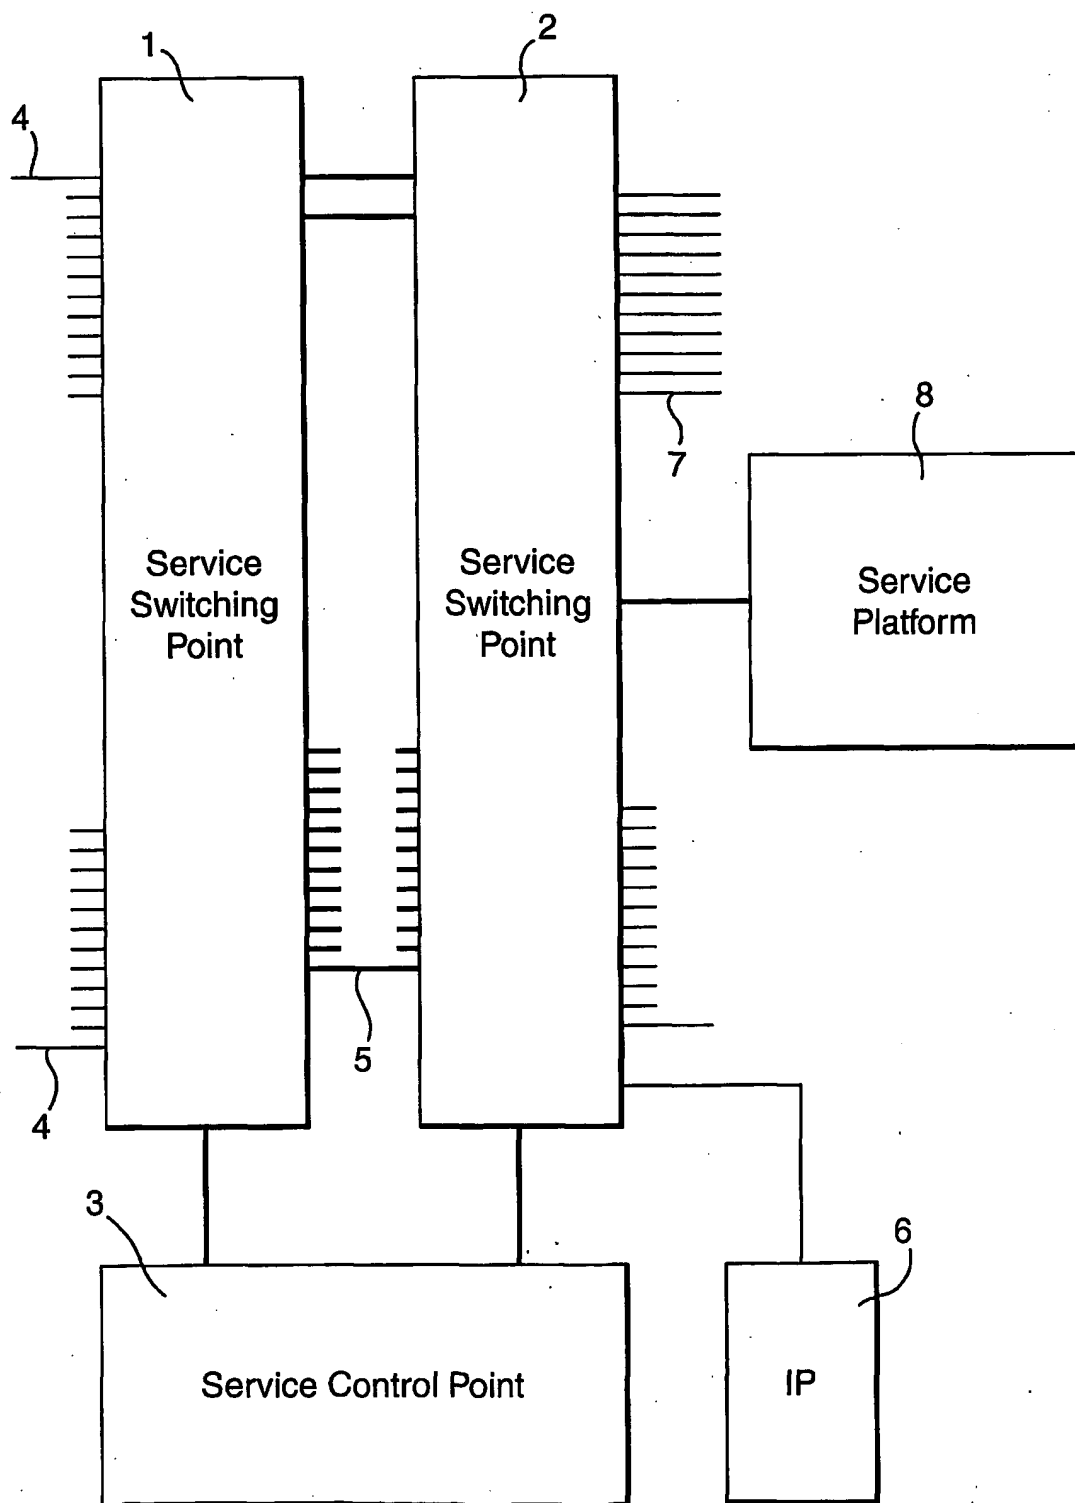 1
2
4
8
7
Service
Switching
Point
Service
Switching
Point
Service
Platform
5
4
3
6
Service Control Point
IP